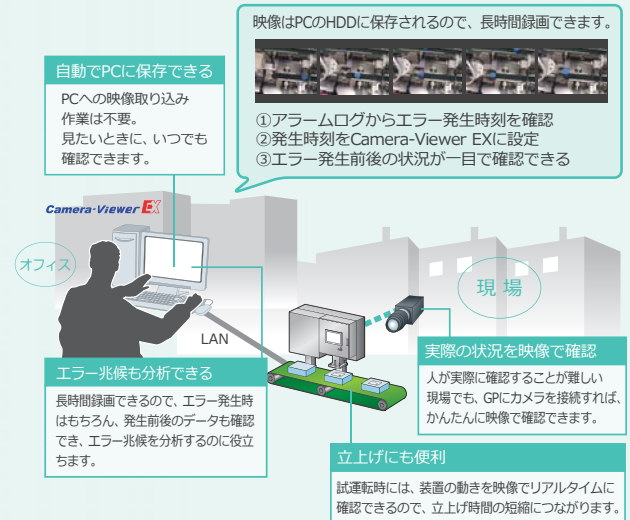 映像はPCのHDDに保存されるので、長時間録画できます。
①アラームログからエラー発生時刻を確認
②発生時刻をCamera-Viewer EXに設定
③エラー発生前後の状況が一目で確認できる
自動でPCに保存できる
PCへの映像取り込み
作業は不要。
見たいときに、いつでも
確認できます。
Camera-Viewer EX
オフィス
現場
LAN
エラー兆候も分析できる
長時間録画できるので、エラー発生時
はもちろん、発生前後のデータも確認
でき、エラー兆候を分析するのに役立
ちます。
実際の状況を映像で確認
人が実際に確認することが難しい
現場でも、GPにカメラを接続すれば、
かんたんに映像で確認できます。
立上げにも便利
試運転時には、装置の動きを映像でリアルタイムに
確認できるので、立上げ時間の短縮につながります。